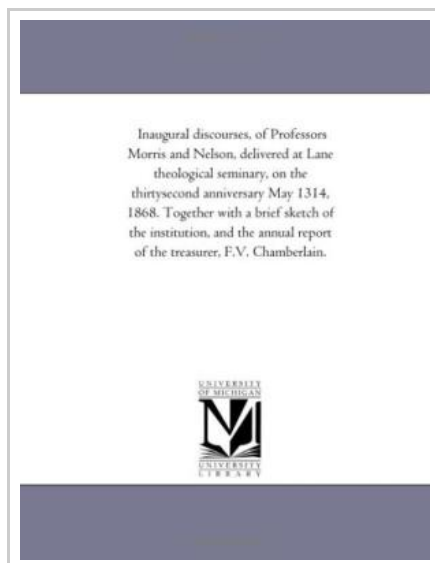 Inaugural discourses, of Professors
Morris and Nelson, delivered at Lane
theological seminary, on the
thirtysecond anniversary May 1314,
1868. Together with a brief sketch of
the institution, and the annual report
of the treasurer, F.V. Chamberlain.
UNIVERSITY
OF MICHIGAN
M
UNIVERSITY
LIBRARY